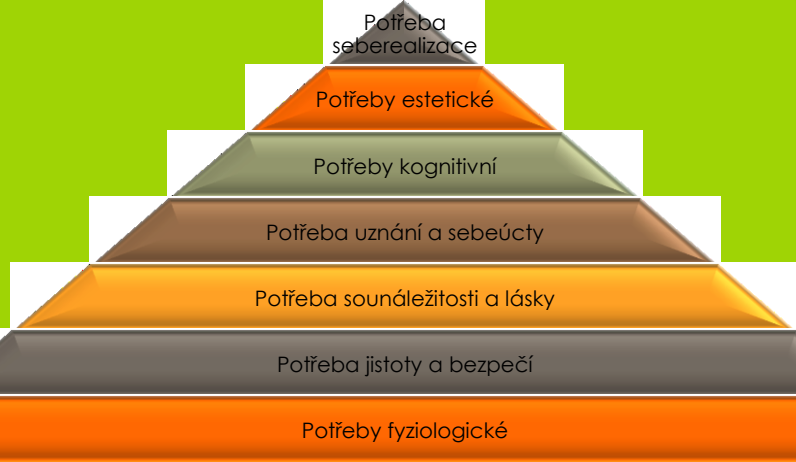 Potřeba
seberealizace
Potřeby estetické
Potřeby kognitivní
Potřeba uznání a sebeúcty
Potřeba sounáležitosti a lásky
Potřeba jistoty a bezpečí
Potřeby fyziologické